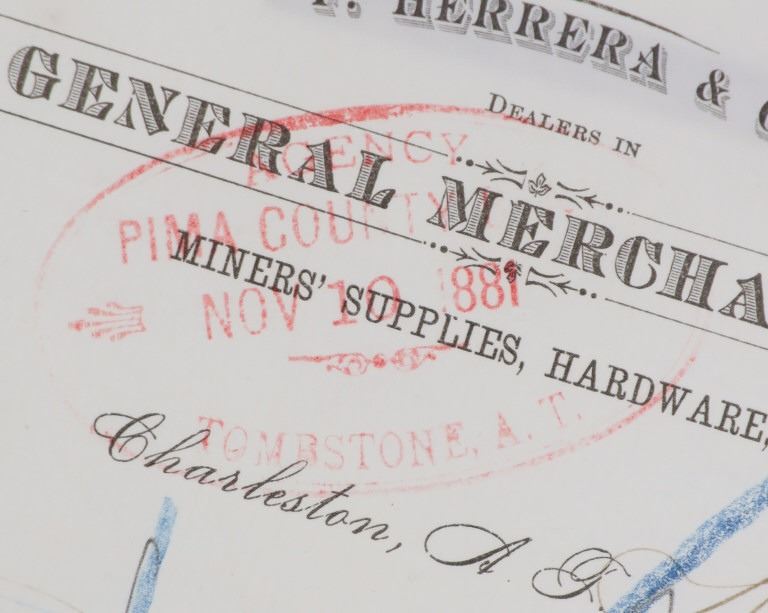 F. HERRERA & C
DEALERS IN
GENERAL MERCHA
MINERS' SUPPLIES, HARDWARE,
Charleston, A. T.
AGENCY
PIMA COUNTY
NOV 10 1881
TOMBSTONE, A. T.